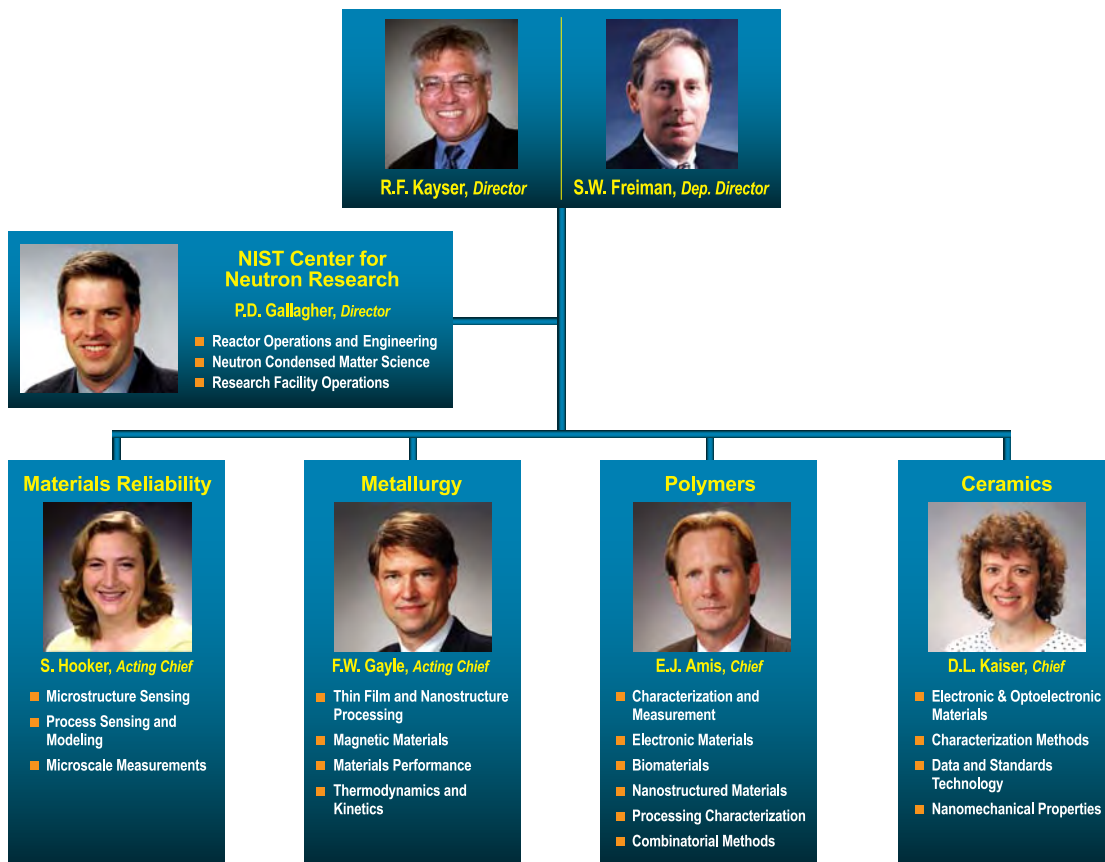 R.F. Kayser, Director
S.W. Freiman, Dep. Director
NIST Center for
Neutron Research
P.D. Gallagher, Director
Reactor Operations and Engineering
Neutron Condensed Matter Science
Research Facility Operations
Materials Reliability
S. Hooker, Acting Chief
Microstructure Sensing
Process Sensing and
Modeling
Microscale Measurements
Metallurgy
F.W. Gayle, Acting Chief
Thin Film and Nanostructure
Processing
Magnetic Materials
Materials Performance
Thermodynamics and
Kinetics
Polymers
E.J. Amis, Chief
Characterization and
Measurement
Electronic Materials
Biomaterials
Nanostructured Materials
Processing Characterization
Combinatorial Methods
Ceramics
D.L. Kaiser, Chief
Electronic & Optoelectronic
Materials
Characterization Methods
Data and Standards
Technology
Nanomechanical Properties